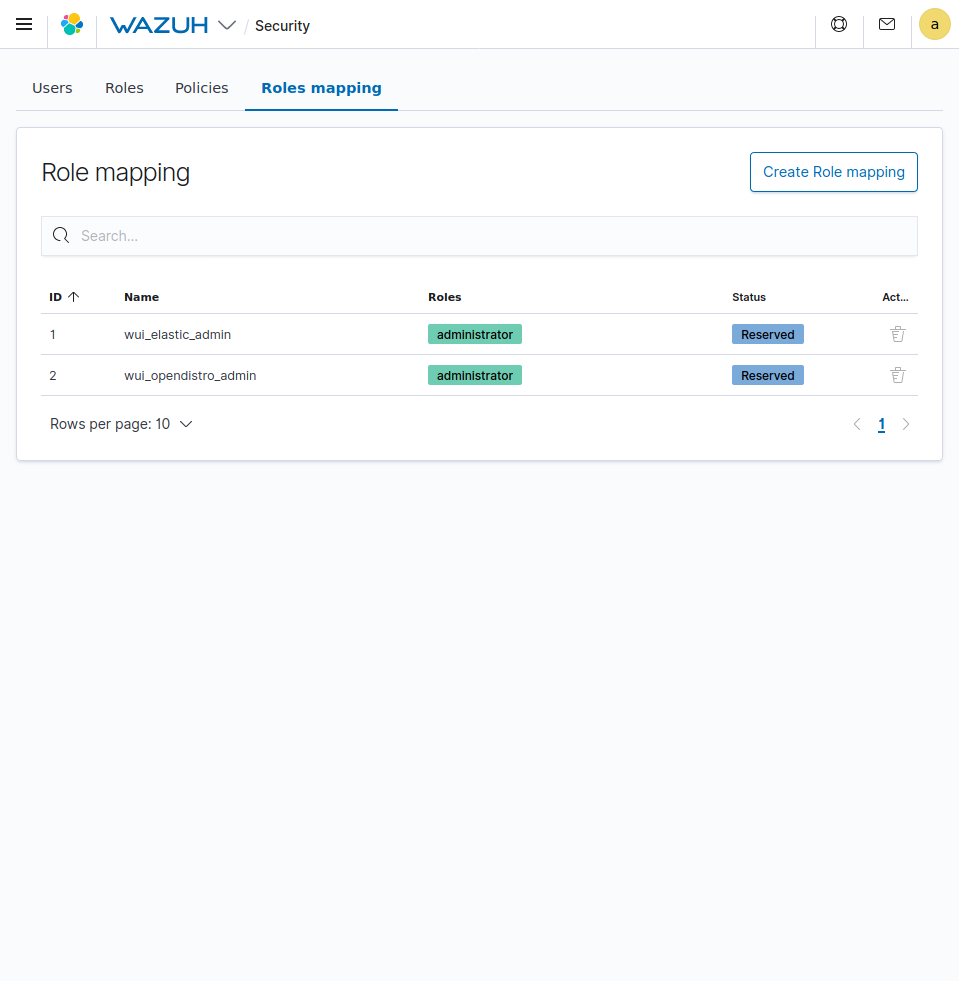 WAZUH / Security a
Users Roles Policies Roles mapping
Role mapping Create Role mapping
Search...
ID Name Roles Status Act...
1 wui_elastic_admin administrator Reserved
2 wui_opendistro_admin administrator Reserved
Rows per page: 10 1